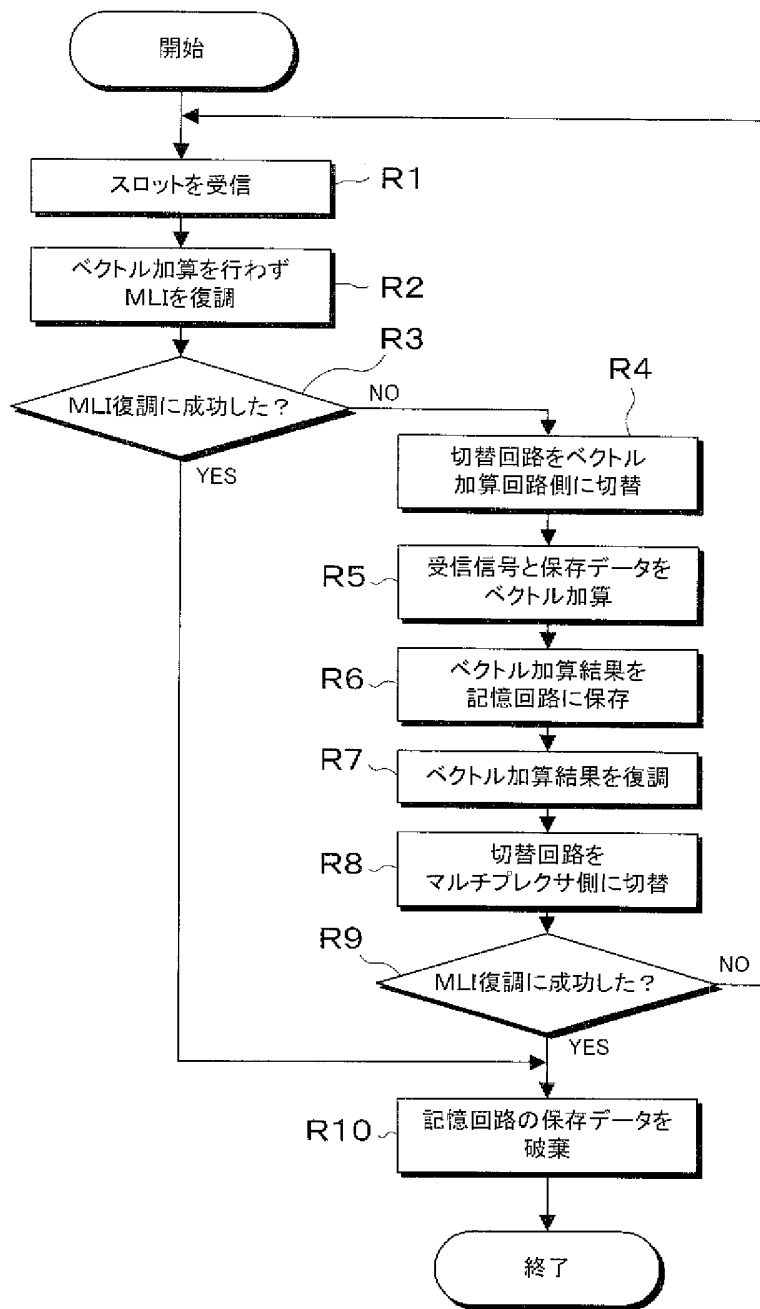 開始
スロットを受信
R1
ベクトル加算を行わず
MLIを復調
R2
R3
MLI復調に成功した?
NO
YES
R4
切替回路をベクトル
加算回路側に切替
R5
受信信号と保存データを
ベクトル加算
R6
ベクトル加算結果を
記憶回路に保存
R7
ベクトル加算結果を復調
R8
切替回路を
マルチプレクサ側に切替
R9
MLI復調に成功した?
NO
YES
R10
記憶回路の保存データを
破棄
終了